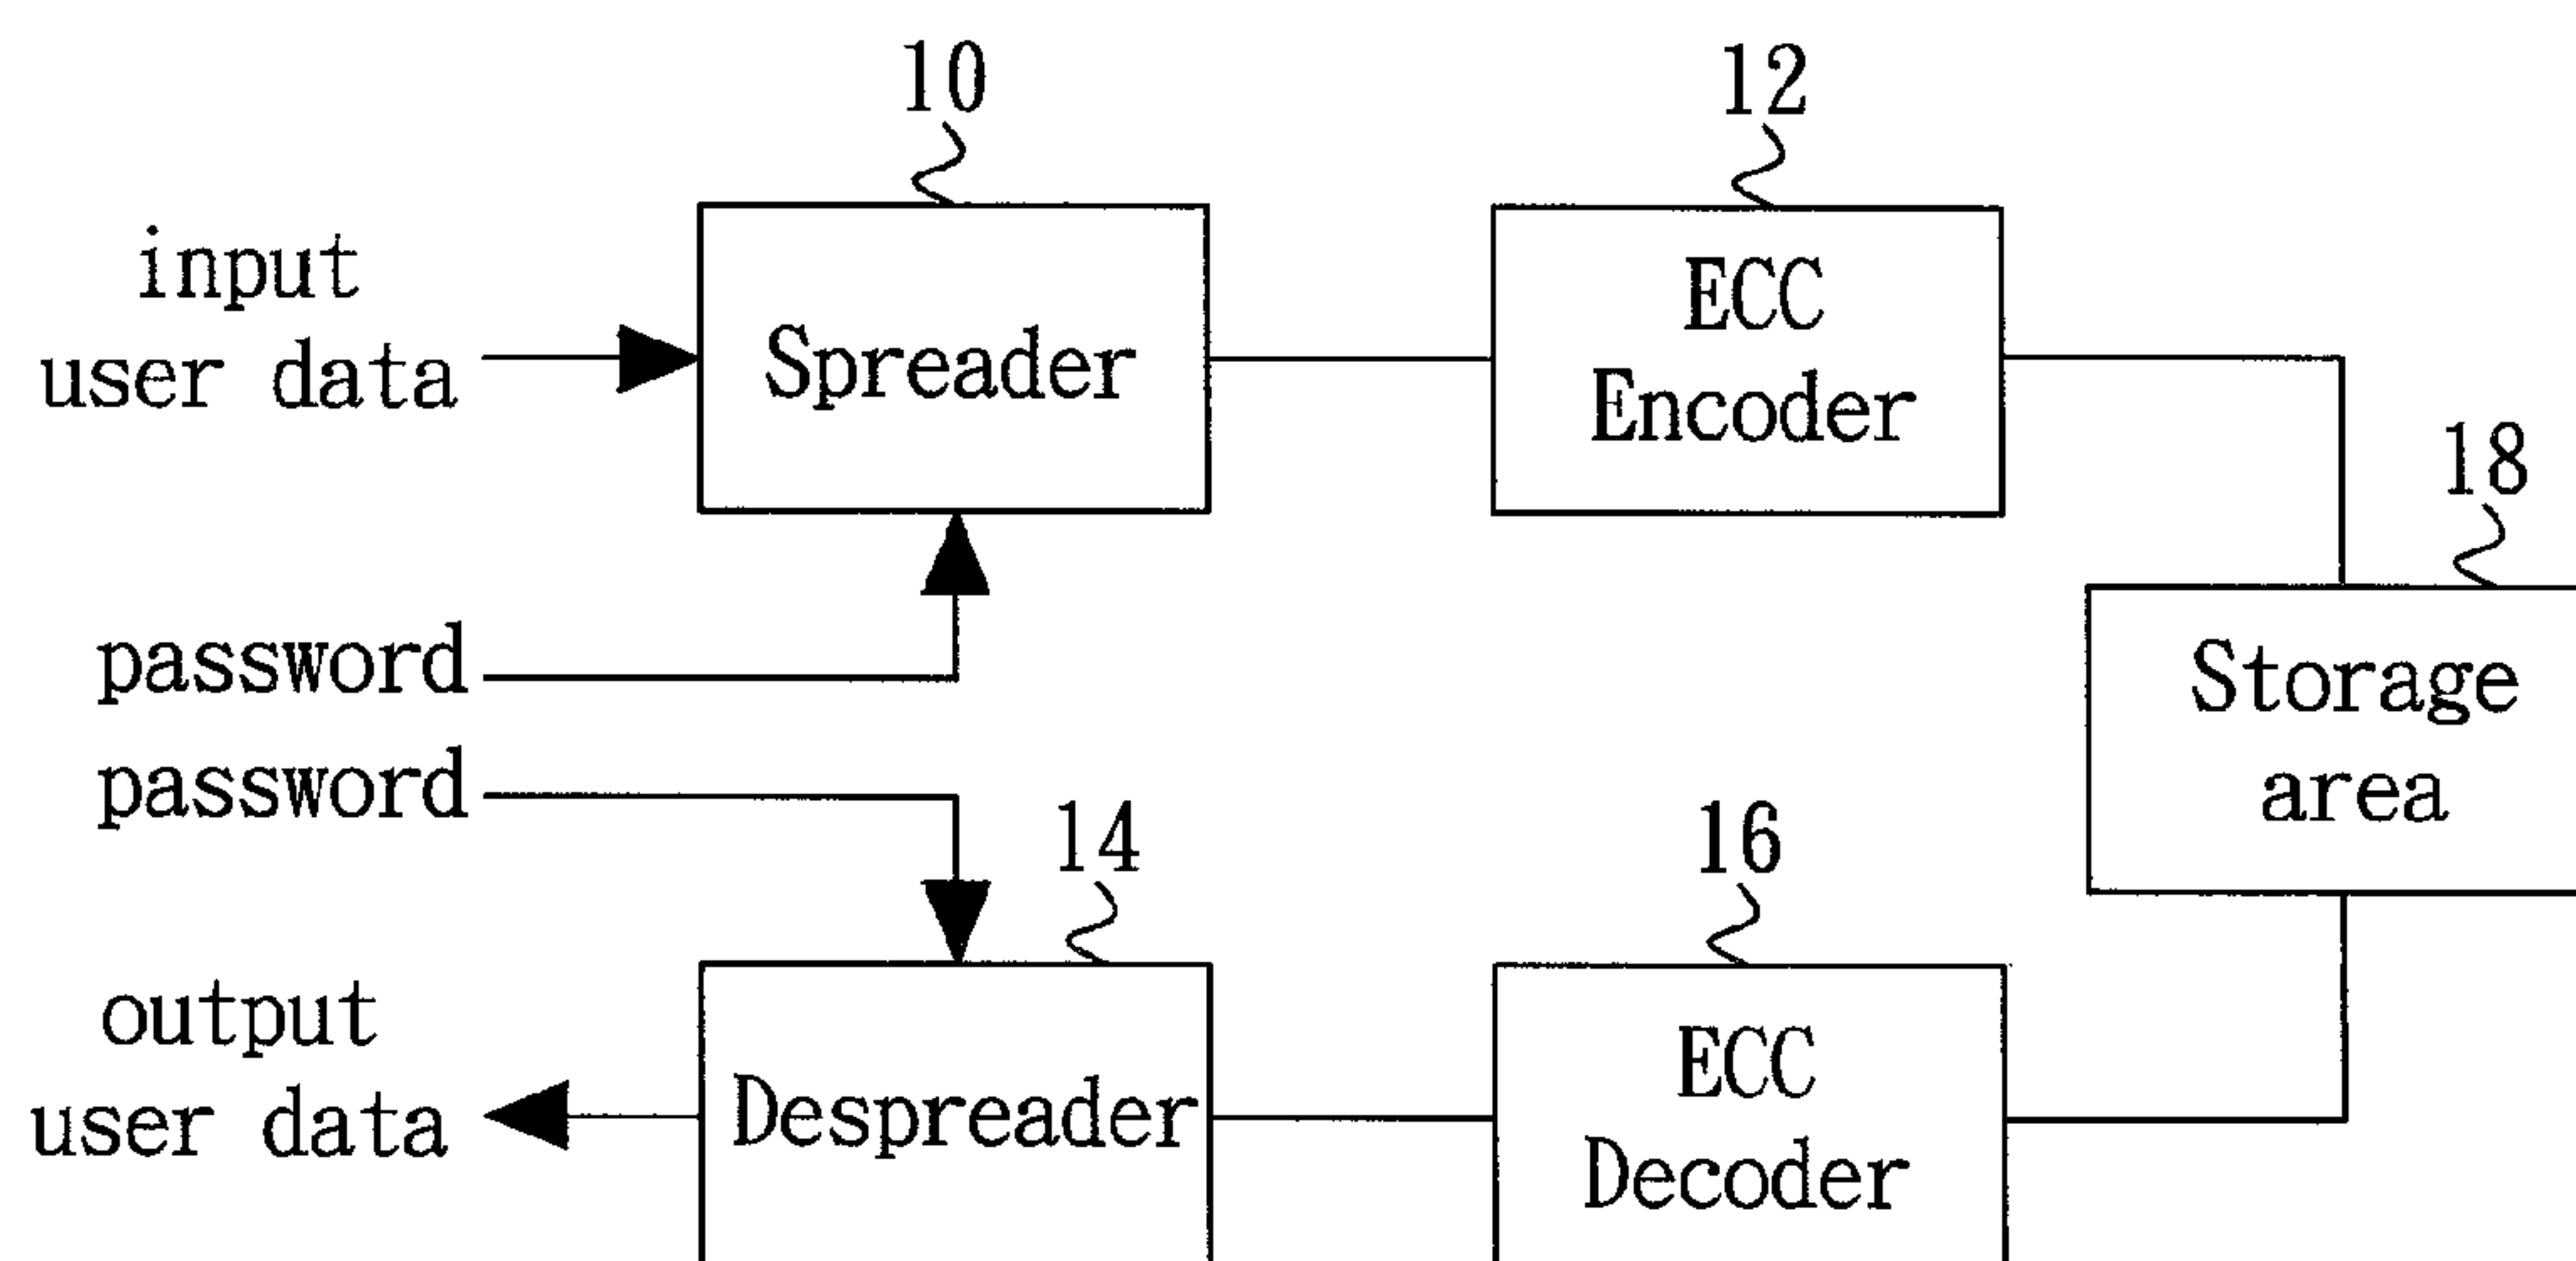 10
12
input
user data
Spreader
ECC
Encoder
18
password
Storage
area
password
14
16
output
user data
Despreader
ECC
Decoder